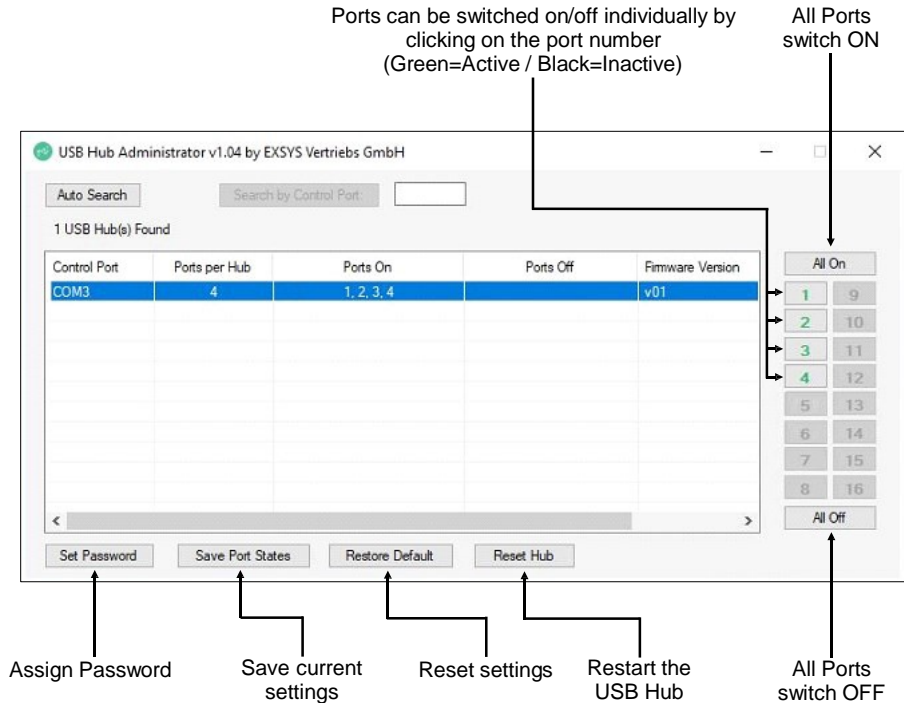 Ports can be switched on/off individually by
clicking on the port number
(Green=Active / Black=Inactive)
All Ports
switch ON
USB Hub Administrator v1.04 by EXSYS Vertriebs GmbH
Auto Search
Search by Control Port:
1 USB Hub(s) Found
Control Port Ports per Hub Ports On Ports Off Firmware Version
COM3 4 1, 2, 3, 4 v01
All On
1 9
2 10
3 11
4 12
5 13
6 14
7 15
8 16
All Off
Set Password Save Port States Restore Default Reset Hub
Assign Password
Save current
settings
Reset settings
Restart the
USB Hub
All Ports
switch OFF